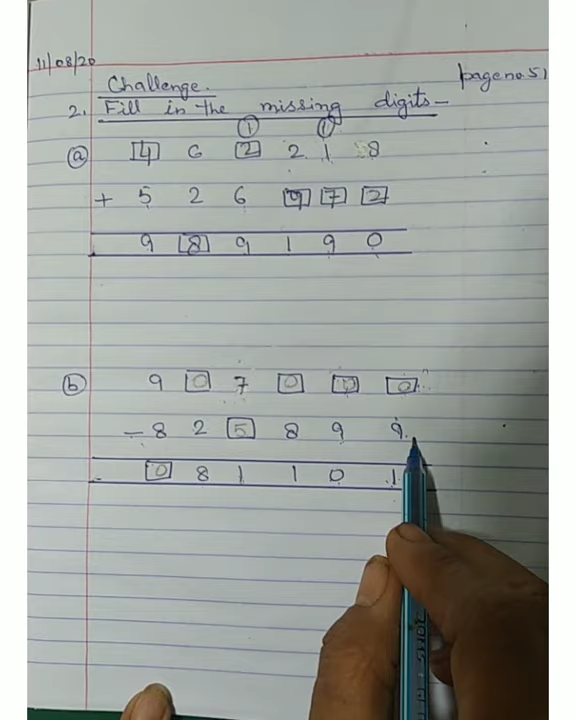 11/08/20
Challenge. page no 51
2. Fill in the missing digits-
1 1
a 4 6 2 2 1 8
+ 5 2 6 9 7 2
9 8 9 1 9 0
b 9 0 7 0 0 0
- 8 2 5 8 9 9
0 8 1 1 0 1